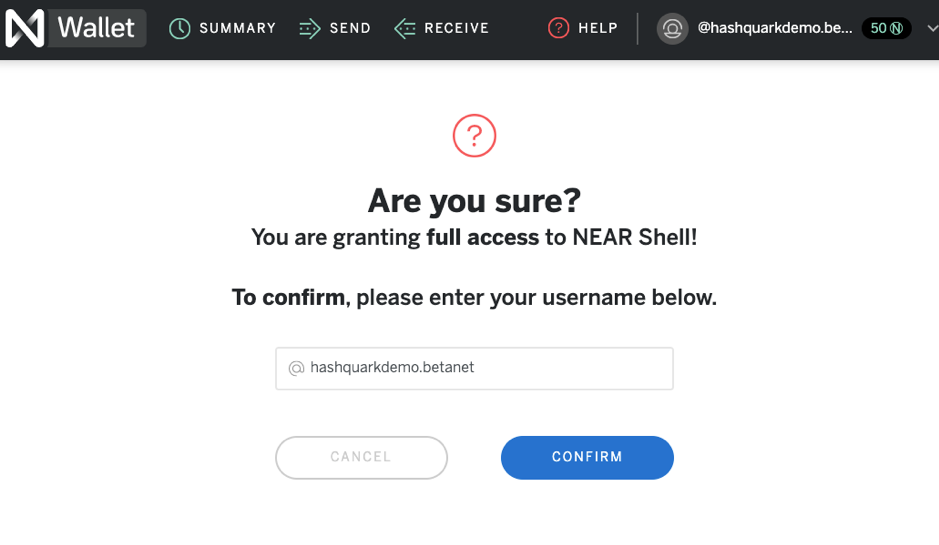 Wallet
SUMMARY
SEND
RECEIVE
? HELP
@hashquarkdemo.be...
50 Ⓝ
?
Are you sure?
You are granting full access to NEAR Shell!
To confirm, please enter your username below.
@ hashquarkdemo.betanet
CANCEL
CONFIRM